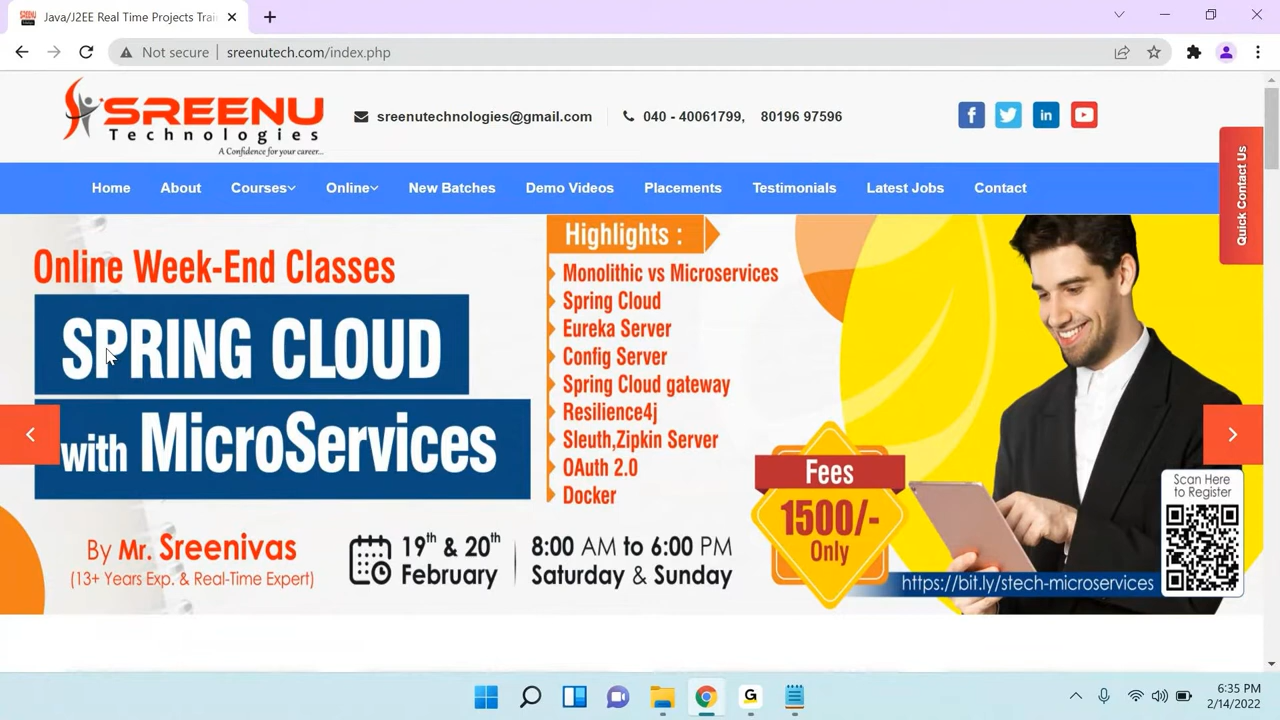 Java/J2EE Real Time Projects Trai
Not secure
sreenutech.com/index.php
SREENU
Technologies
A Confidence for your career...
sreenutechnologies@gmail.com
040 - 40061799, 80196 97596
Home About Courses Online New Batches Demo Videos Placements Testimonials Latest Jobs Contact
Quick Contact Us
Online Week-End Classes
SPRING CLOUD
with MicroServices
By Mr. Sreenivas
(13+ Years Exp. & Real-Time Expert)
19th & 20th
February
8:00 AM to 6:00 PM
Saturday & Sunday
Highlights :
Monolithic vs Microservices
Spring Cloud
Eureka Server
Config Server
Spring Cloud gateway
Resilience4j
Sleuth,Zipkin Server
OAuth 2.0
Docker
Fees
1500/-
Only
https://bit.ly/stech-microservices
Scan Here
to Register
6:35 PM
2/14/2022